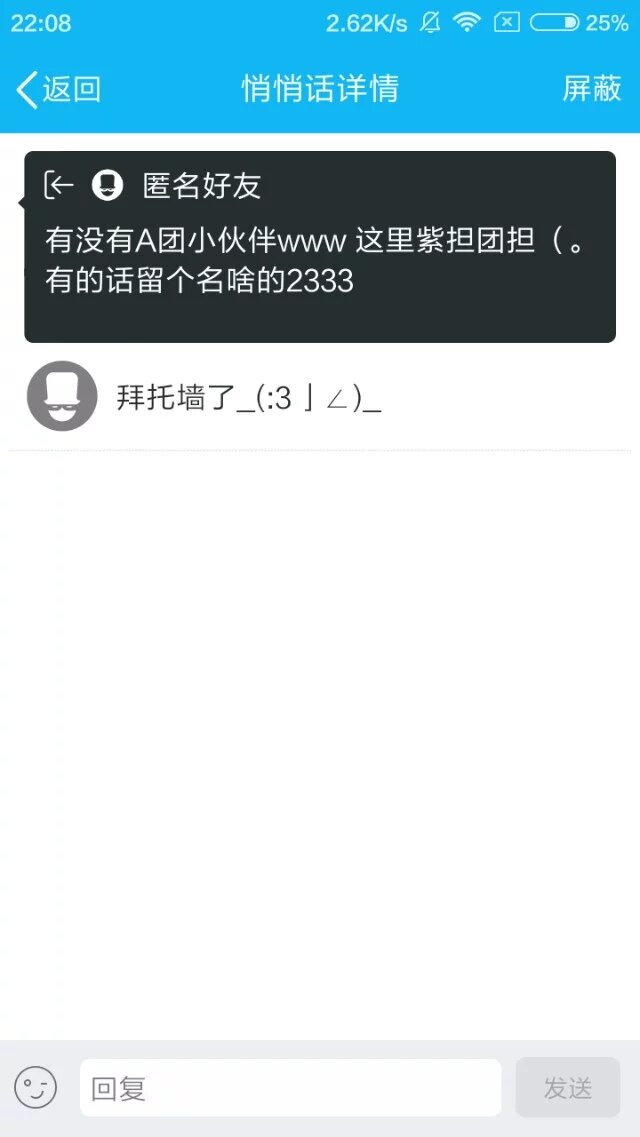 22:08 2.62K/s 25%
返回 悄悄话详情 屏蔽
匿名好友
有没有A团小伙伴www 这里紫担团担（。
有的话留个名啥的2333
拜托墙了_(:3」∠)_
回复 发送